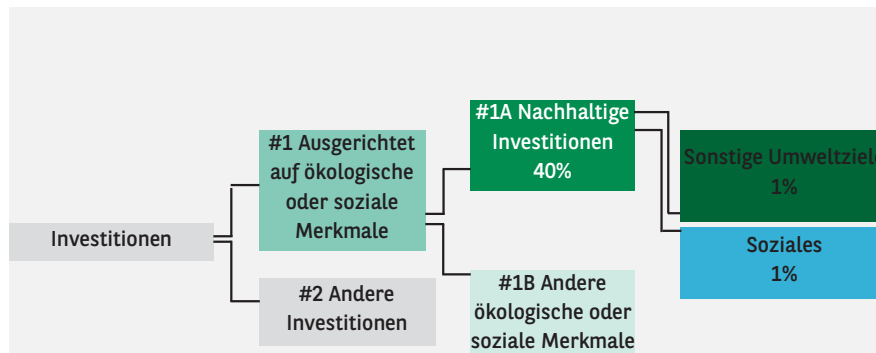 Investitionen
#1 Ausgerichtet
auf ökologische
oder soziale
Merkmale
#2 Andere
Investitionen
#1A Nachhaltige
Investitionen
40%
#1B Andere
ökologische oder
soziale Merkmale
Sonstige Umweltziele
1%
Soziales
1%